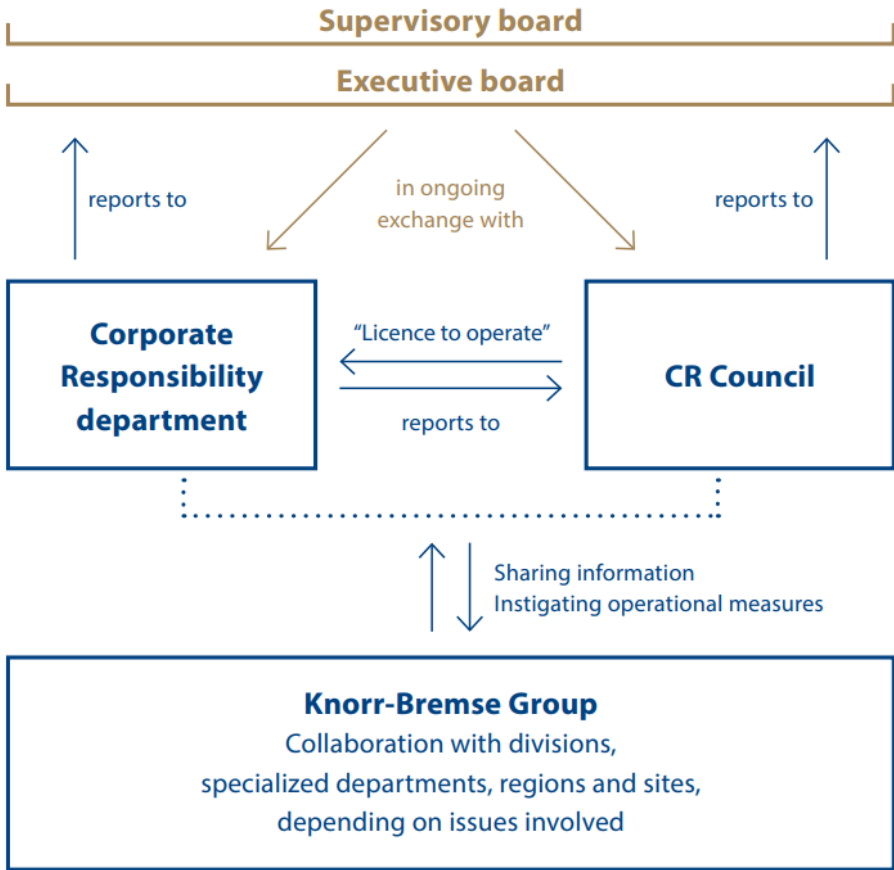 Supervisory board
Executive board
reports to
in ongoing
exchange with
reports to
Corporate
Responsibility
department
“Licence to operate”
reports to
CR Council
Sharing information
Instigating operational measures
Knorr-Bremse Group
Collaboration with divisions,
specialized departments, regions and sites,
depending on issues involved